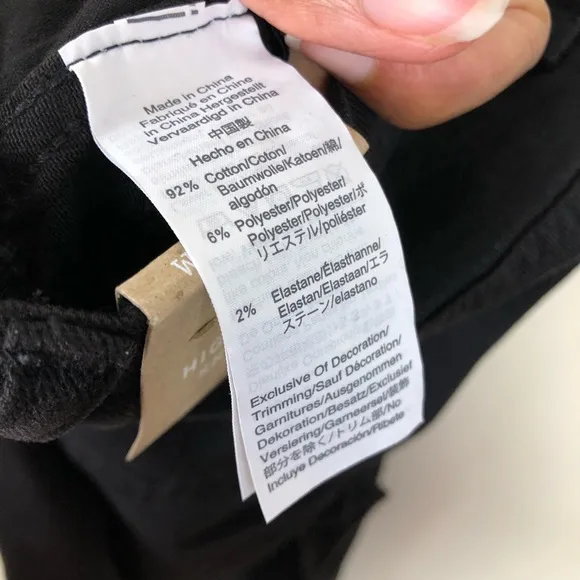 Made in China
Fabriqué en Chine
in China Hergestellt
Vervaardigd in China
中国製
Hecho en China
92% Cotton/Coton/
Baumwolle/Katoen/綿/
algodón
6% Polyester/Polyester/
Polyester/Polyester/ポ
リエステル/poliéster
2% Elastane/Élasthanne/
Elastan/Elastaan/エラ
ステーン/elastano
Exclusive Of Decoration/
Trimming/Sauf Décoration/
Garnitures/Ausgenommen
Dekoration/Besatz/Exclusief
Versiering/Garneersel/装飾
部分を除く/トリム部/No
Incluye Decoración/Ribete
W
HIG